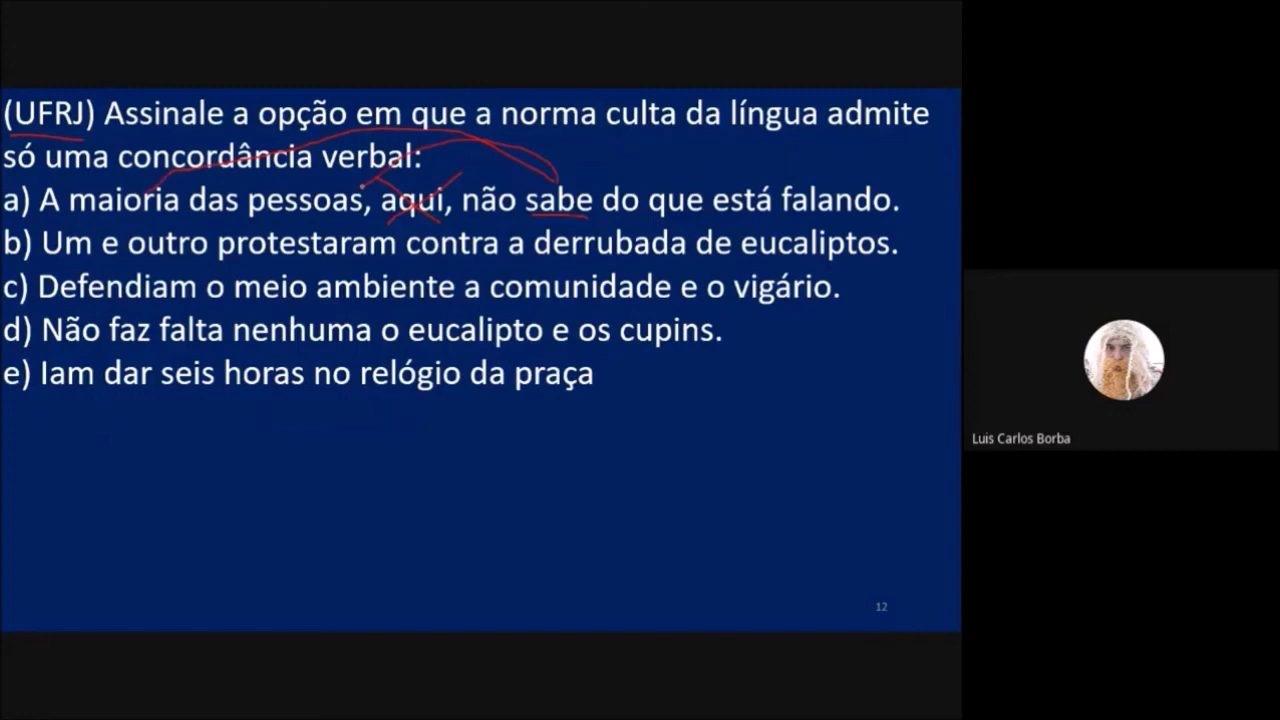 (UFRJ) Assinale a opção em que a norma culta da língua admite
só uma concordância verbal:
a) A maioria das pessoas, aqui, não sabe do que está falando.
b) Um e outro protestaram contra a derrubada de eucaliptos.
c) Defendiam o meio ambiente a comunidade e o vigário.
d) Não faz falta nenhuma o eucalipto e os cupins.
e) Iam dar seis horas no relógio da praça
12
Luis Carlos Borba